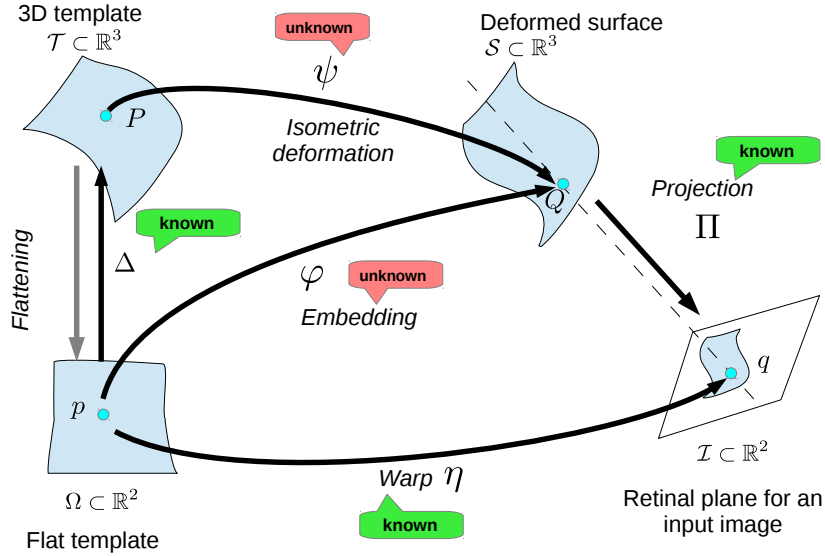 3D template
𝒯 ⊂ ℝ³
unknown
Deformed surface
𝒮 ⊂ ℝ³
ψ
P
Isometric
deformation
known
Projection
Π
Q
known
Flattening
Δ
φ
unknown
Embedding
p
q
Warp η
known
ℐ ⊂ ℝ²
Ω ⊂ ℝ²
Flat template
Retinal plane for an
input image